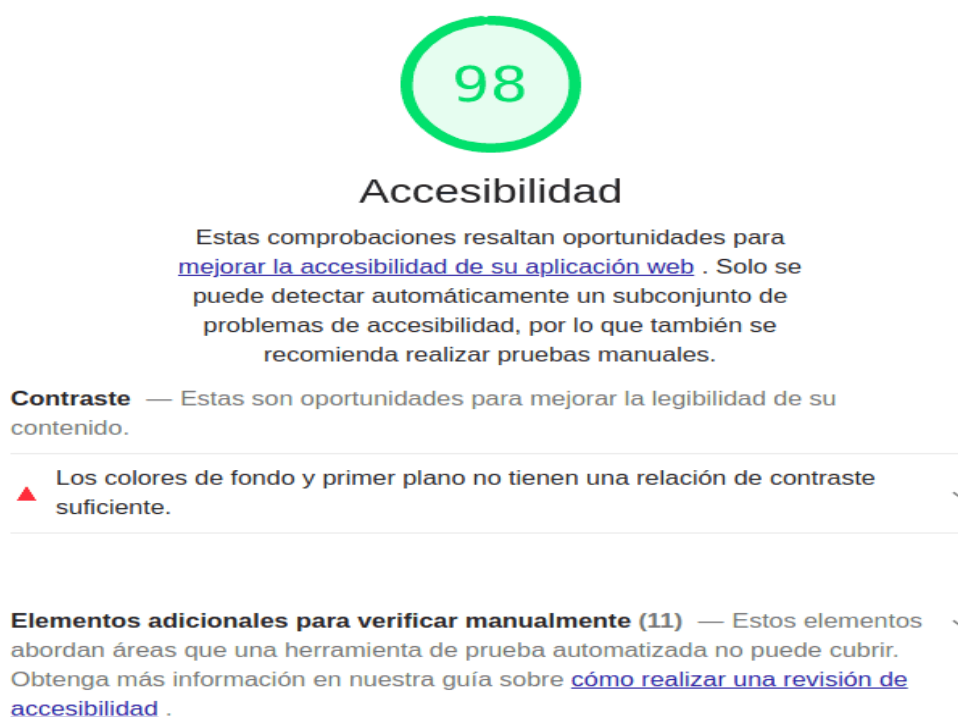 98
Accesibilidad
Estas comprobaciones resaltan oportunidades para
mejorar la accesibilidad de su aplicación web . Solo se
puede detectar automáticamente un subconjunto de
problemas de accesibilidad, por lo que también se
recomienda realizar pruebas manuales.
Contraste — Estas son oportunidades para mejorar la legibilidad de su
contenido.
Los colores de fondo y primer plano no tienen una relación de contraste
suficiente.
Elementos adicionales para verificar manualmente (11) — Estos elementos
abordan áreas que una herramienta de prueba automatizada no puede cubrir.
Obtenga más información en nuestra guía sobre cómo realizar una revisión de
accesibilidad .